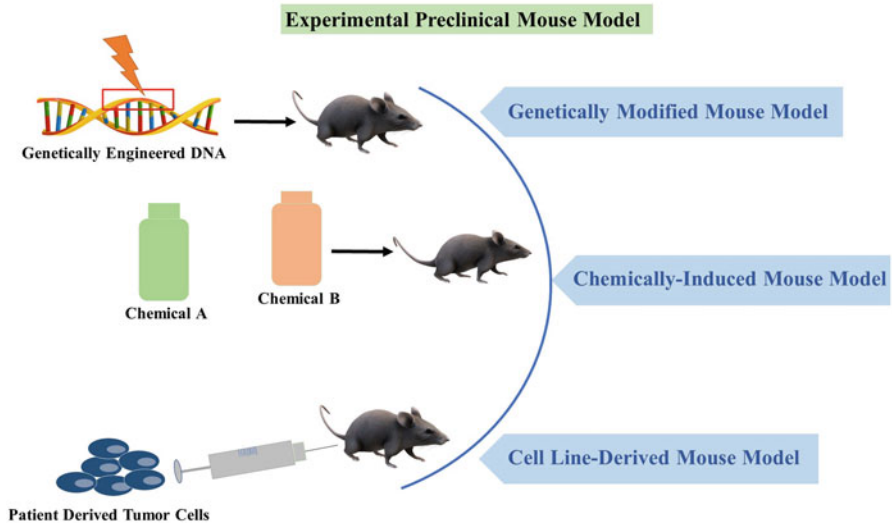 Experimental Preclinical Mouse Model
Genetically Modified Mouse Model
Genetically Engineered DNA
Chemically-Induced Mouse Model
Chemical B
Chemical A
Cell Line-Derived Mouse Model
Patient Derived Tumor Cells